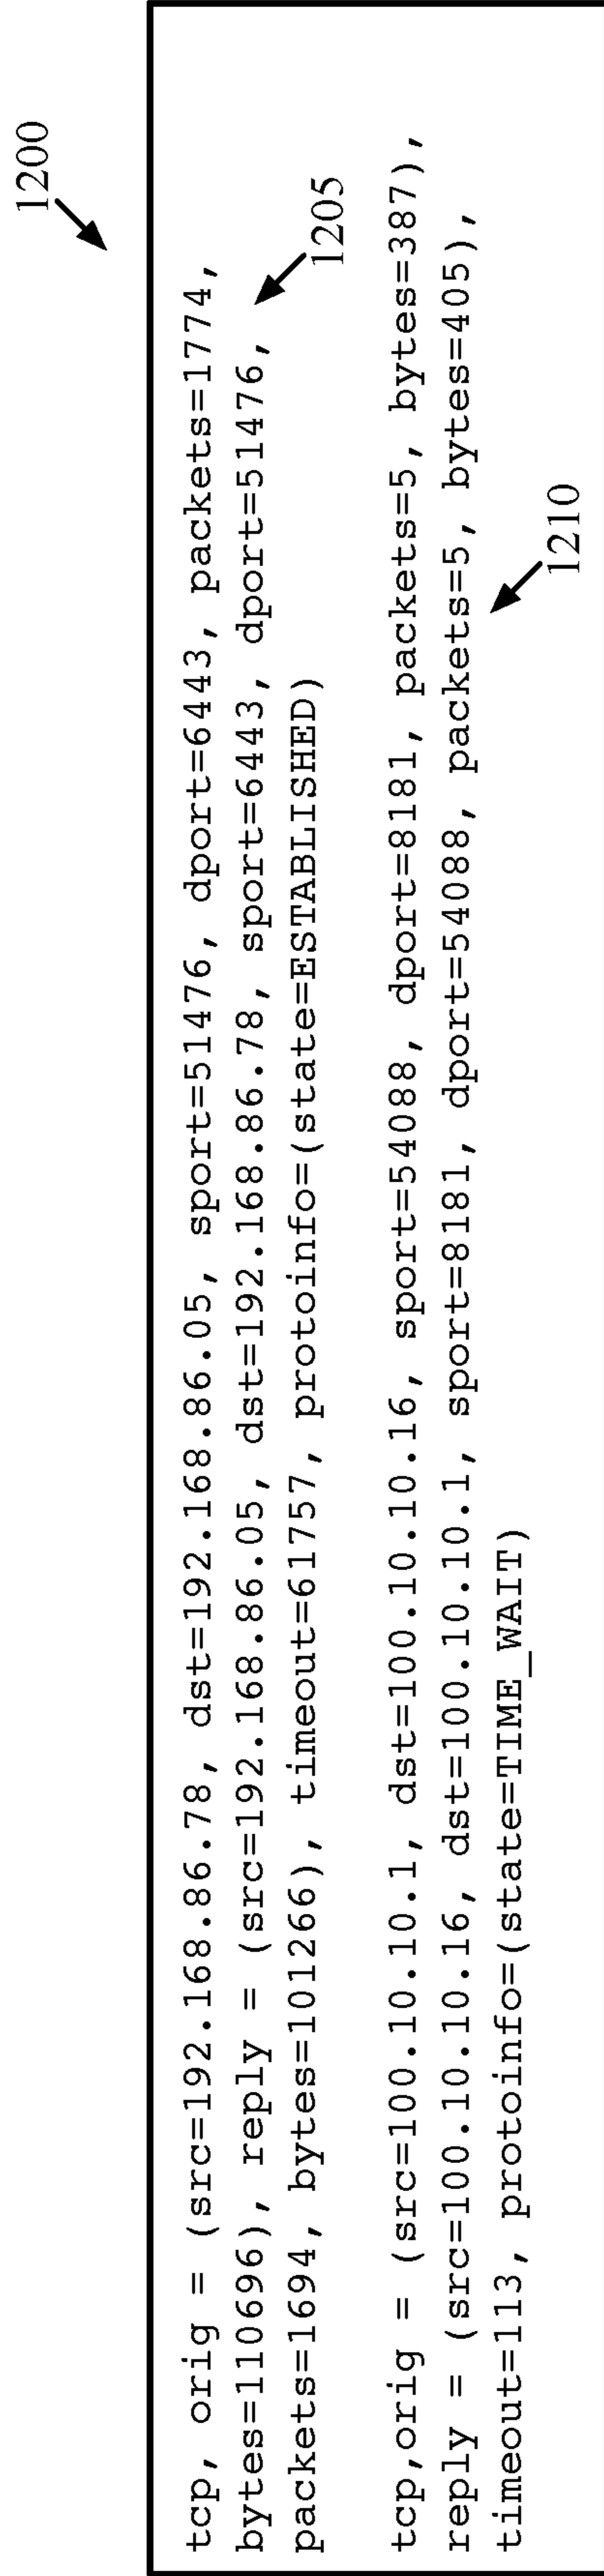 1200
tcp, orig = (src=192.168.86.78, dst=192.168.86.05, sport=51476, dport=6443, packets=1774,
bytes=110696), reply = (src=192.168.86.05, dst=192.168.86.78, sport=6443, dport=51476,
packets=1694, bytes=101266), timeout=61757, protoinfo=(state=ESTABLISHED)
1205
tcp,orig = (src=100.10.10.1, dst=100.10.10.16, sport=54088, dport=8181, packets=5, bytes=387),
reply = (src=100.10.10.16, dst=100.10.10.1, sport=8181, dport=54088, packets=5, bytes=405),
timeout=113, protoinfo=(state=TIME_WAIT)
1210